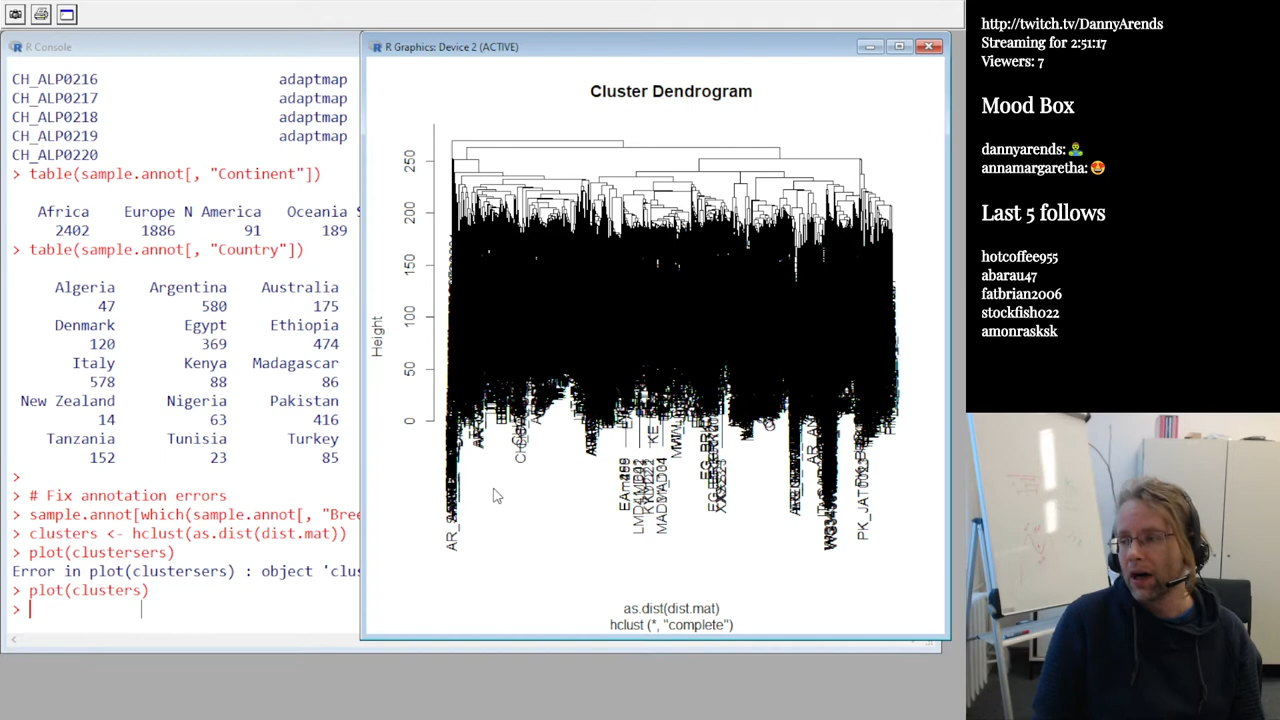 R Console
CH_ALP0216 adaptmap
CH_ALP0217 adaptmap
CH_ALP0218 adaptmap
CH_ALP0219 adaptmap
CH_ALP0220
> table(sample.annot[, "Continent"])
Africa Europe N America Oceania S
2402 1886 91 189
> table(sample.annot[, "Country"])
Algeria Argentina Australia
47 580 175
Denmark Egypt Ethiopia
120 369 474
Italy Kenya Madagascar
578 88 86
New Zealand Nigeria Pakistan
14 63 416
Tanzania Tunisia Turkey
152 23 85
>
> # Fix annotation errors
> sample.annot[which(sample.annot[, "Bree
> clusters <- hclust(as.dist(dist.mat))
> plot(clustersers)
Error in plot(clustersers) : object 'clus
> plot(clusters)
>
R Graphics: Device 2 (ACTIVE)
Cluster Dendrogram
Height
250
200
150
100
50
0
PK_JAT
as.dist(dist.mat)
hclust (*, "complete")
http://twitch.tv/DannyArends
Streaming for 2:51:17
Viewers: 7
Mood Box
dannyarends:
annamargaretha:
Last 5 follows
hotcoffee955
abarau47
fatbrian2006
stockfish022
amonrasksk